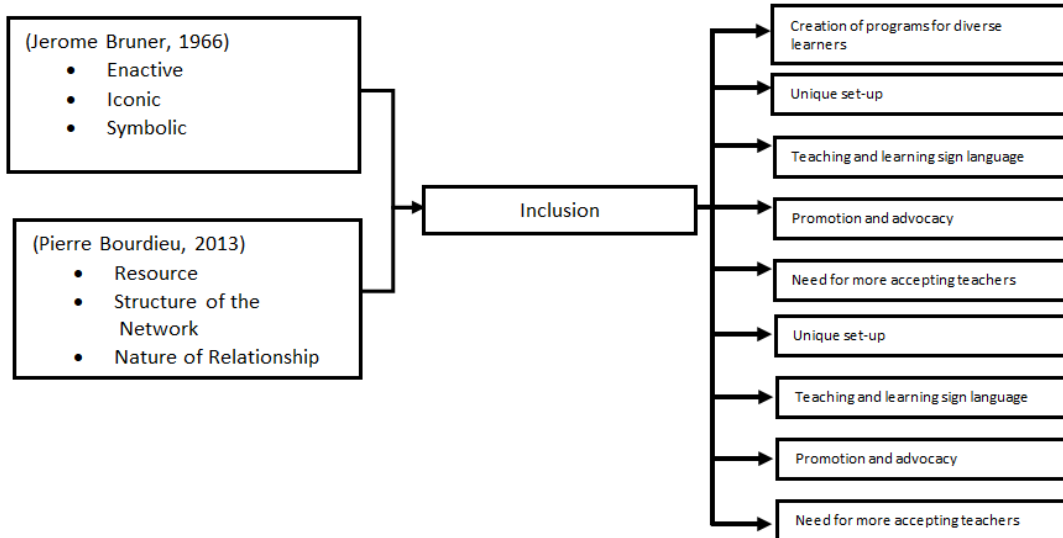 (Jerome Bruner, 1966)
• Enactive
• Iconic
• Symbolic
(Pierre Bourdieu, 2013)
• Resource
• Structure of the
Network
• Nature of Relationship
Inclusion
Creation of programs for diverse
learners
Unique set-up
Teaching and learning sign language
Promotion and advocacy
Need for more accepting teachers
Unique set-up
Teaching and learning sign language
Promotion and advocacy
Need for more accepting teachers